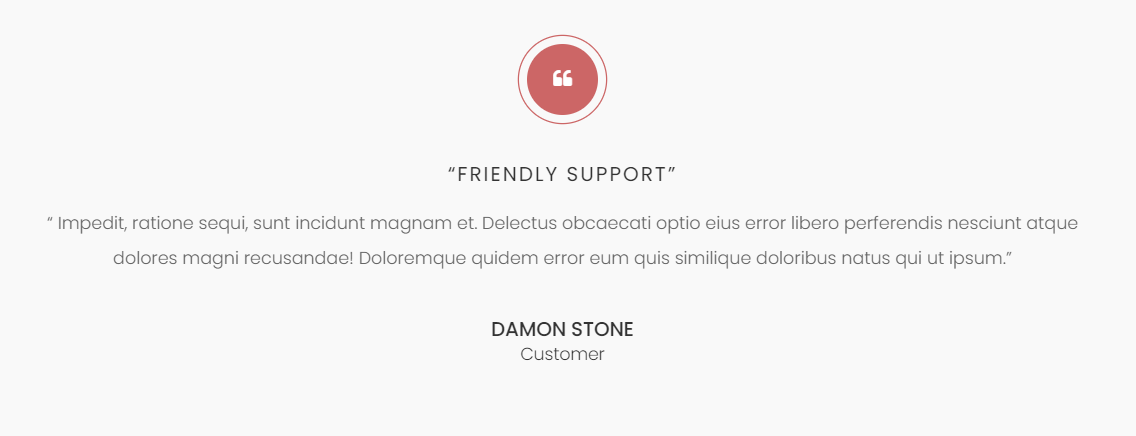 “FRIENDLY SUPPORT”
“ Impedit, ratione sequi, sunt incidunt magnam et. Delectus obcaecati optio eius error libero perferendis nesciunt atque
dolores magni recusandae! Doloremque quidem error eum quis similique doloribus natus qui ut ipsum.”
DAMON STONE
Customer